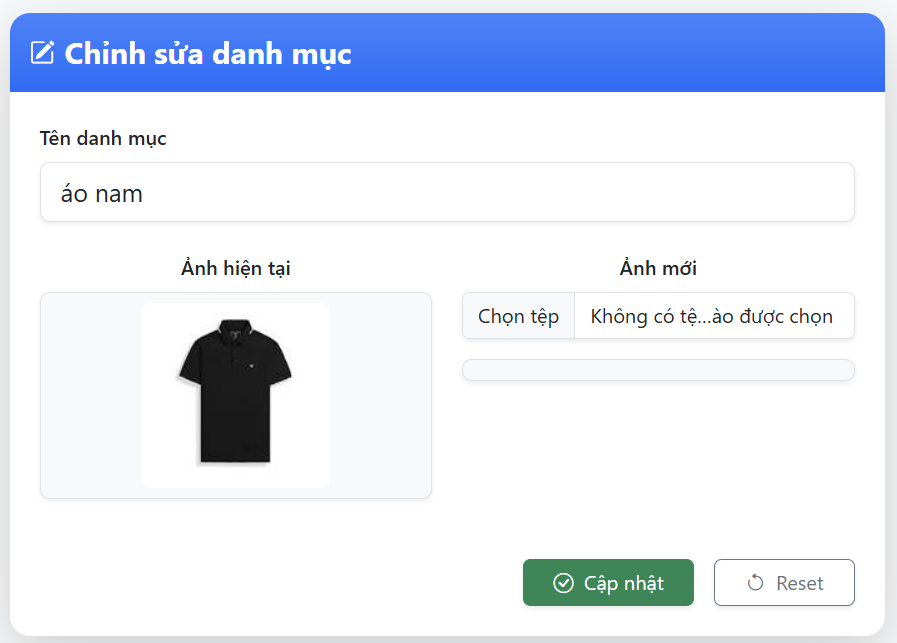 Chỉnh sửa danh mục
Tên danh mục
áo nam
Ảnh hiện tại
Ảnh mới
Chọn tệp
Không có tệ...ào được chọn
Cập nhật
Reset